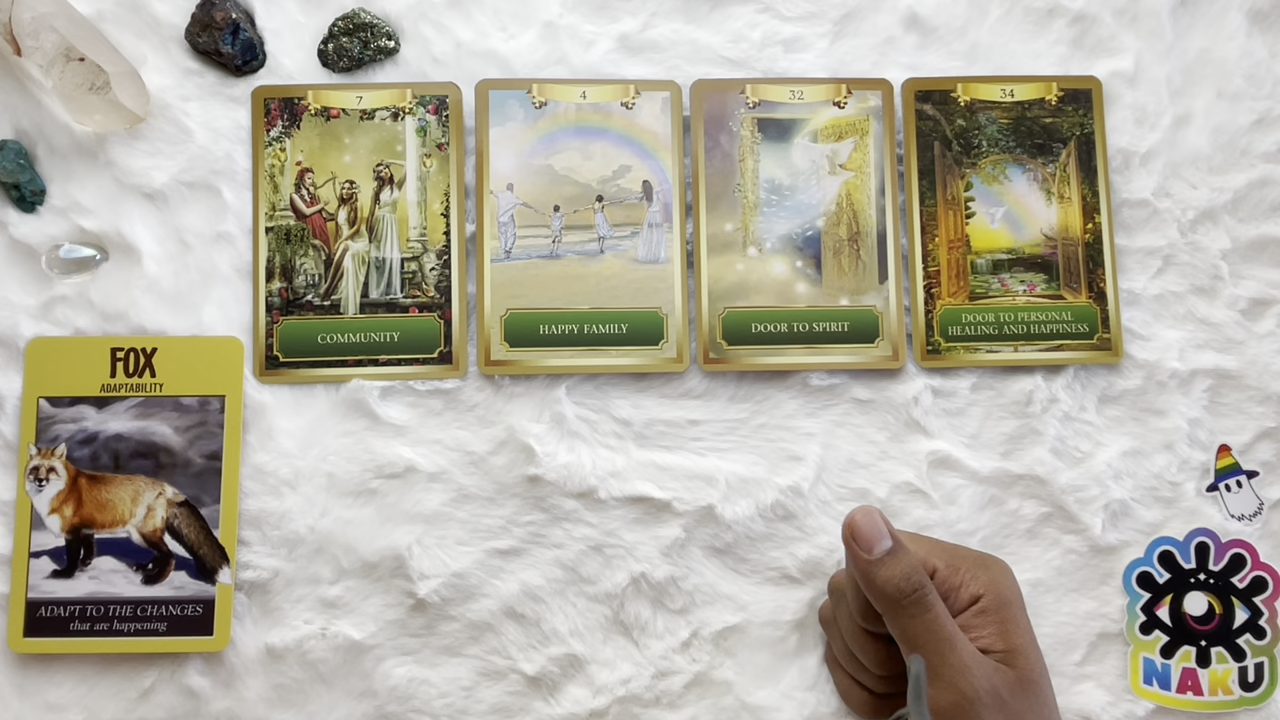 7
COMMUNITY
4
HAPPY FAMILY
32
DOOR TO SPIRIT
34
DOOR TO PERSONAL
HEALING AND HAPPINESS
FOX
ADAPTABILITY
ADAPT TO THE CHANGES
that are happening
NAKU